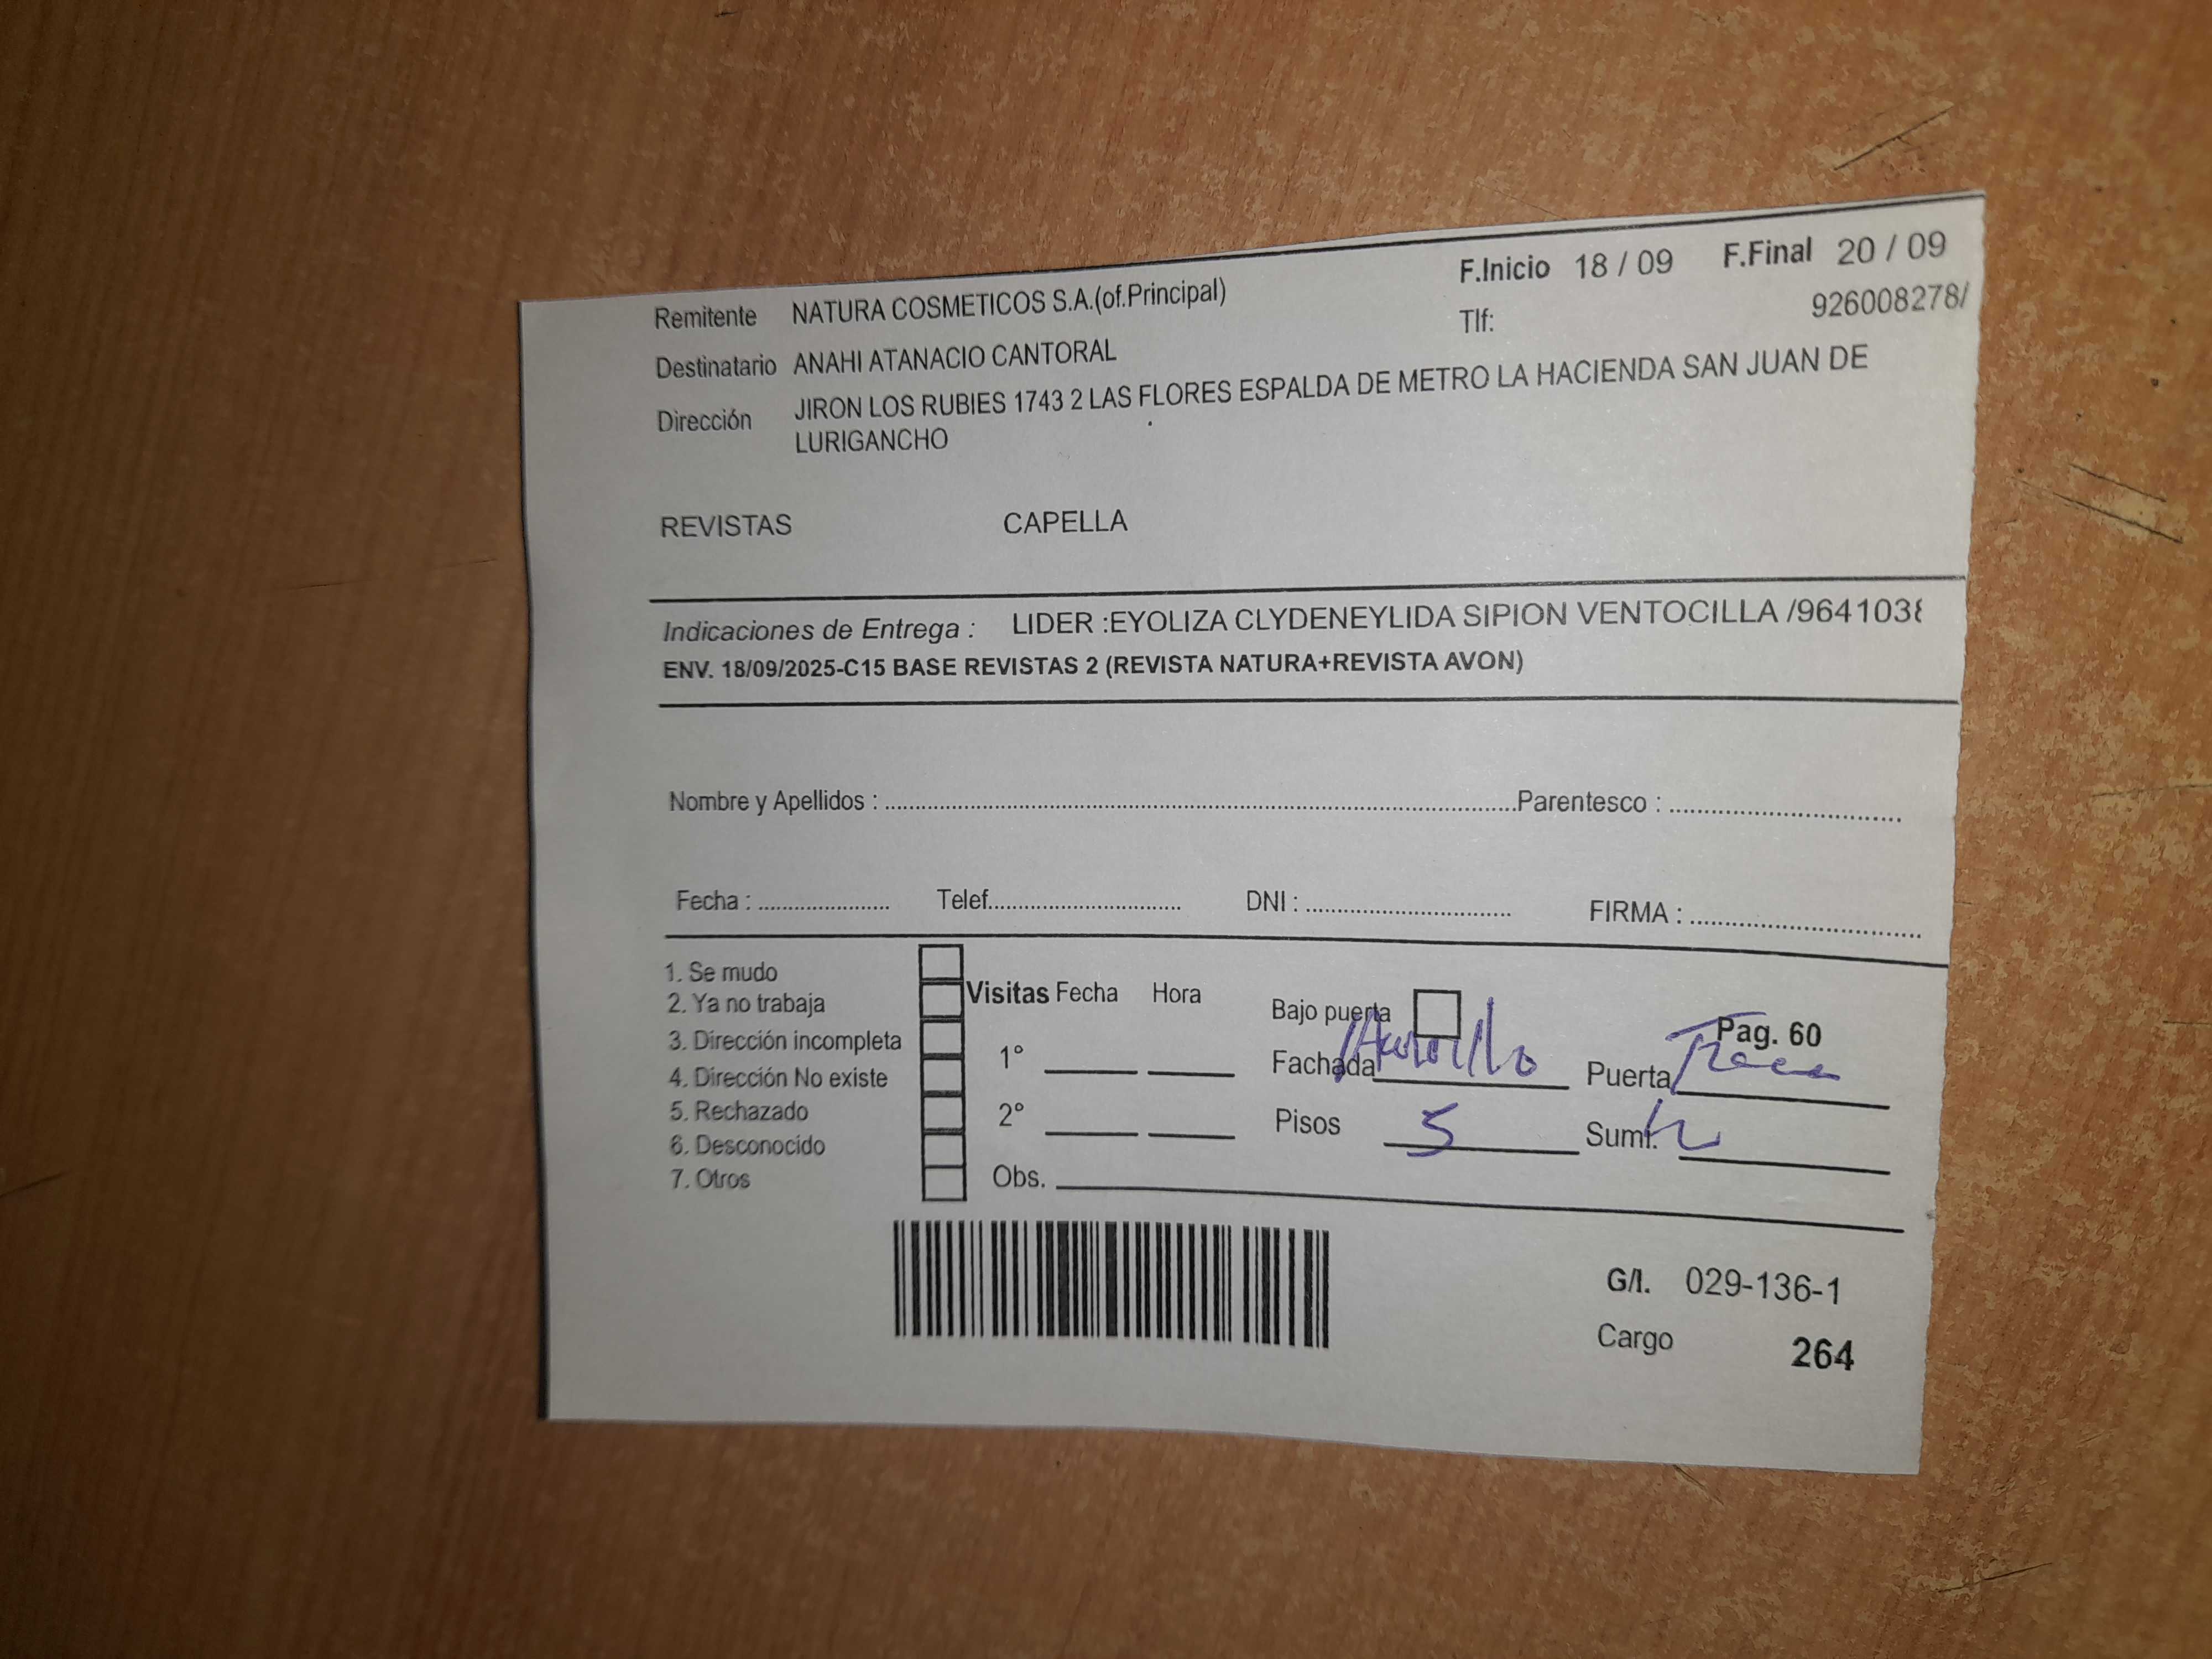 F.Inicio 18 / 09 F.Final 20 / 09
Remitente NATURA COSMETICOS S.A.(of.Principal) Tlf: 926008278/
Destinatario ANAHI ATANACIO CANTORAL
Dirección JIRON LOS RUBIES 1743 2 LAS FLORES ESPALDA DE METRO LA HACIENDA SAN JUAN DE
LURIGANCHO
REVISTAS CAPELLA
Indicaciones de Entrega : LIDER :EYOLIZA CLYDENEYLIDA SIPION VENTOCILLA /964103
ENV. 18/09/2025-C15 BASE REVISTAS 2 (REVISTA NATURA+REVISTA AVON)
Nombre y Apellidos : Parentesco :
Fecha : Telef. DNI : FIRMA :
1. Se mudo
2. Ya no trabaja
3. Dirección incompleta
4. Dirección No existe
5. Rechazado
6. Desconocido
7. Otros
Visitas Fecha Hora
1°
2°
Obs.
Bajo puerta
Pag. 60
Fachada Puerta
Pisos 5 Sumi.
G/I. 029-136-1
Cargo 264